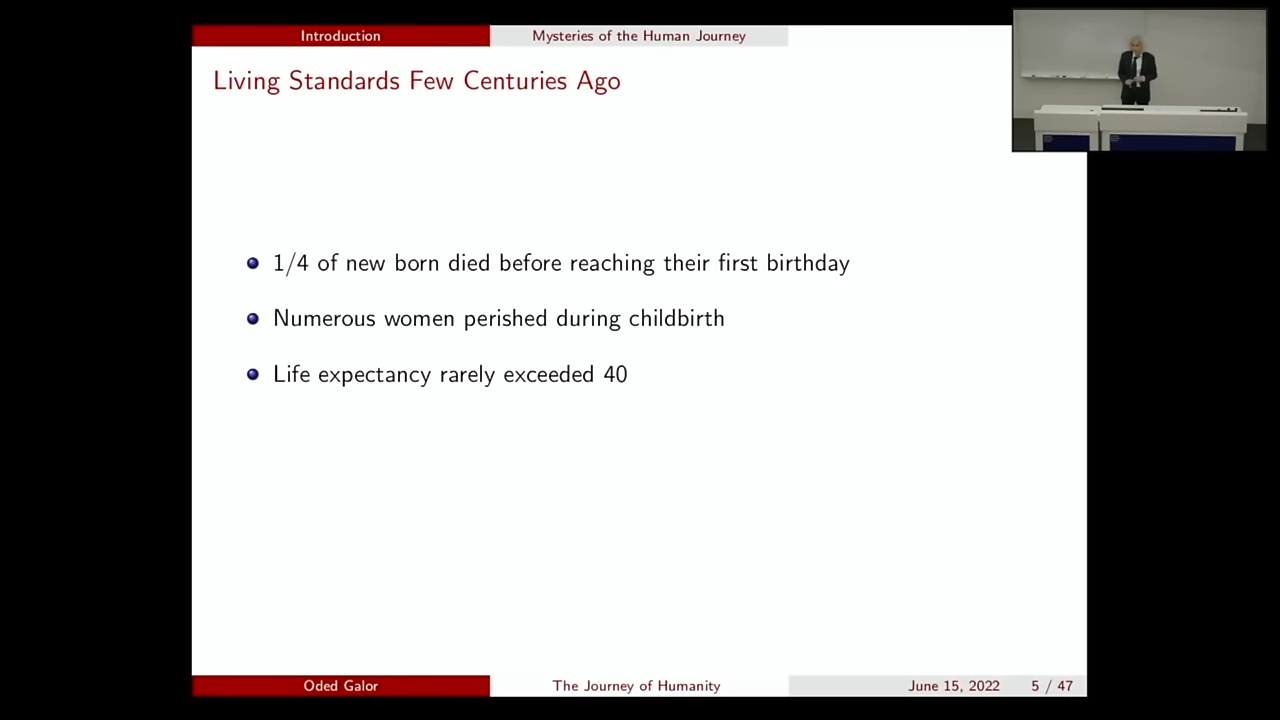 Introduction
Mysteries of the Human Journey
Living Standards Few Centuries Ago
1/4 of new born died before reaching their first birthday
Numerous women perished during childbirth
Life expectancy rarely exceeded 40
Oded Galor
The Journey of Humanity
June 15, 2022
5 / 47